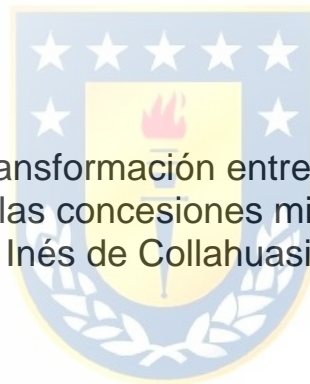 ansformación entre
las concesiones mi
Inés de Collahuasi